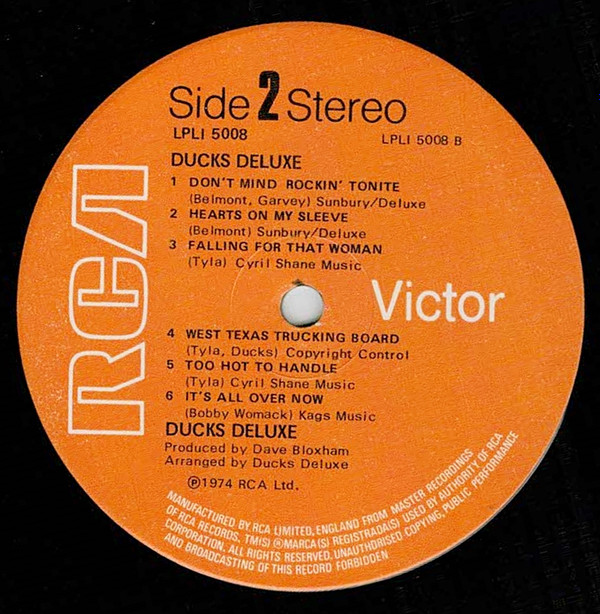 Side 2 Stereo
LPLI 5008
LPLI 5008 B
DUCKS DELUXE
1 DON'T MIND ROCKIN' TONITE
(Belmont, Garvey) Sunbury/Deluxe
2 HEARTS ON MY SLEEVE
(Belmont) Sunbury/Deluxe
3 FALLING FOR THAT WOMAN
(Tyla) Cyril Shane Music
RCA
Victor
4 WEST TEXAS TRUCKING BOARD
(Tyla, Ducks) Copyright Control
5 TOO HOT TO HANDLE
(Tyla) Cyril Shane Music
6 IT'S ALL OVER NOW
(Bobby Womack) Kags Music
DUCKS DELUXE
Produced by Dave Bloxham
Arranged by Ducks Deluxe
Ⓟ1974 RCA Ltd.
MANUFACTURED BY RCA LIMITED, ENGLAND FROM MASTER RECORDINGS
OF RCA RECORDS. TM(S) ® MARCA(S) REGISTRADA(S) USED BY AUTHORITY OF RCA
CORPORATION. ALL RIGHTS RESERVED. UNAUTHORISED COPYING, PUBLIC PERFORMANCE
AND BROADCASTING OF THIS RECORD FORBIDDEN